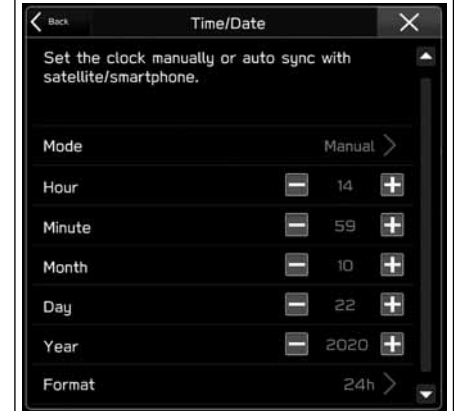 Back
Time/Date
Set the clock manually or auto sync with
satellite/smartphone.
Mode Manual
Hour 14
Minute 59
Month 10
Day 22
Year 2020
Format 24h